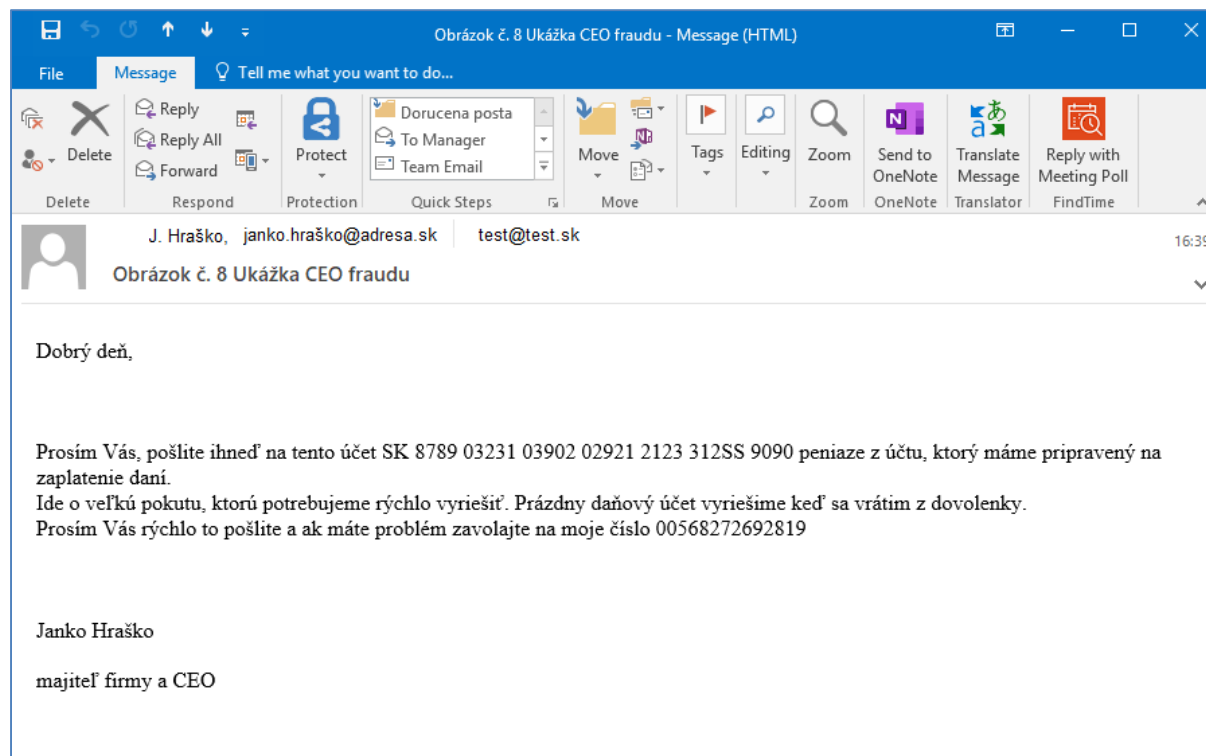 Obrázok č. 8 Ukážka CEO fraudu - Message (HTML)
File Message Tell me what you want to do...
Delete
Reply
Reply All
Forward
Protect
Dorucena posta
To Manager
Team Email
Move
Tags
Editing
Zoom
Send to
OneNote
Translate
Message
Reply with
Meeting Poll
Delete Respond Protection Quick Steps Move Zoom OneNote Translator FindTime
J. Hraško, janko.hraško@adresa.sk test@test.sk
16:39
Obrázok č. 8 Ukážka CEO fraudu
Dobrý deň,
Prosím Vás, pošlite ihneď na tento účet SK 8789 03231 03902 02921 2123 312SS 9090 peniaze z účtu, ktorý máme pripravený na
zaplatenie daní.
Ide o veľkú pokutu, ktorú potrebujeme rýchlo vyriešiť. Prázdny daňový účet vyriešime keď sa vrátim z dovolenky.
Prosím Vás rýchlo to pošlite a ak máte problém zavolajte na moje číslo 00568272692819
Janko Hraško
majiteľ firmy a CEO